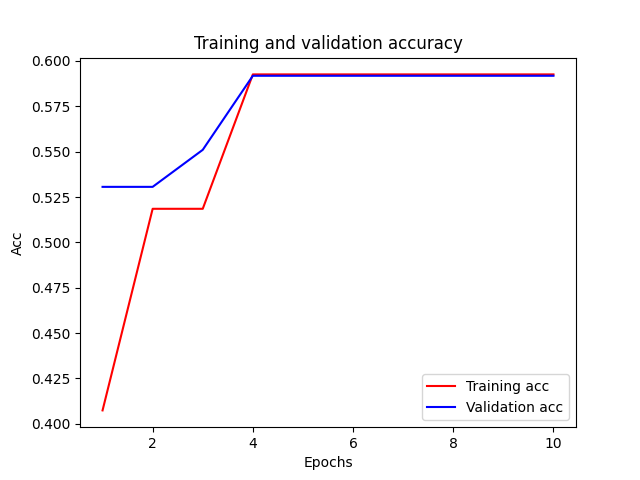 Training and validation accuracy
0.600
0.575
0.550
0.525
0.500
0.475
0.450
0.425
0.400
Acc
Training acc
Validation acc
2 4 6 8 10
Epochs